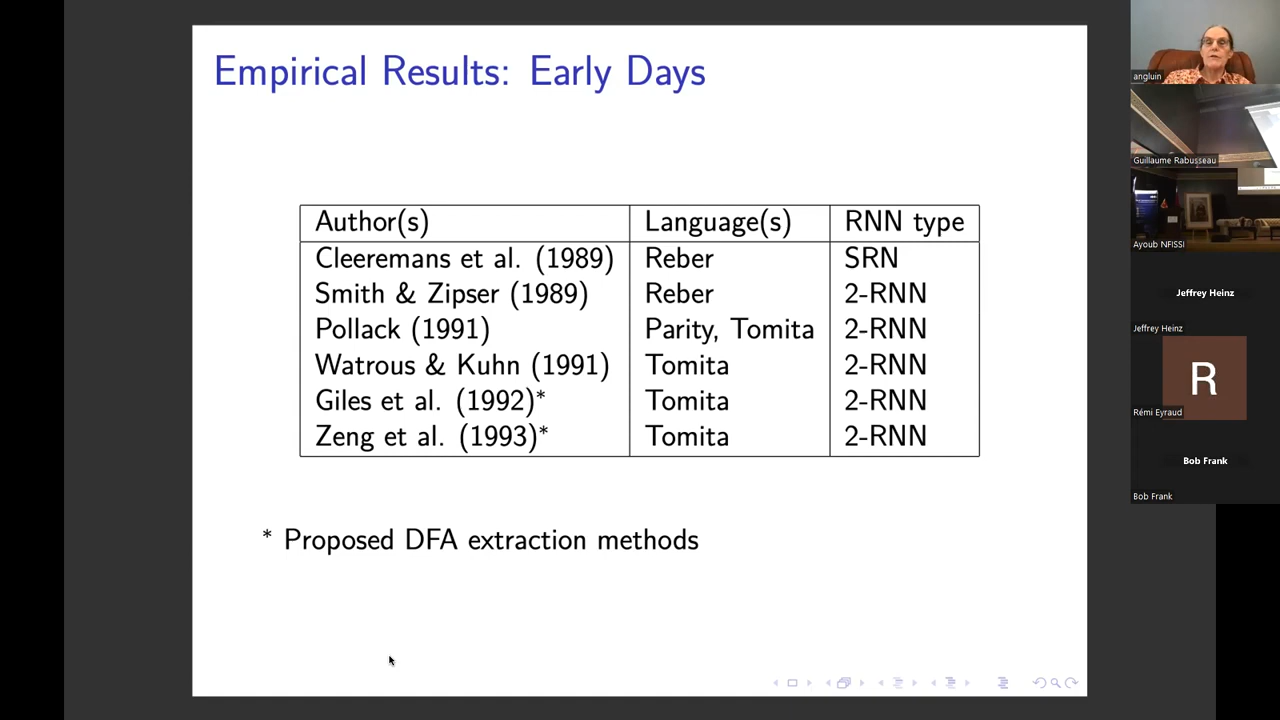 Empirical Results: Early Days
Author(s) Language(s) RNN type
Cleeremans et al. (1989) Reber SRN
Smith & Zipser (1989) Reber 2-RNN
Pollack (1991) Parity, Tomita 2-RNN
Watrous & Kuhn (1991) Tomita 2-RNN
Giles et al. (1992)* Tomita 2-RNN
Zeng et al. (1993)* Tomita 2-RNN
* Proposed DFA extraction methods
angluin
Guillaume Rabusseau
Ayoub NFISSI
Jeffrey Heinz
Jeffrey Heinz
R
Rémi Eyraud
Bob Frank
Bob Frank